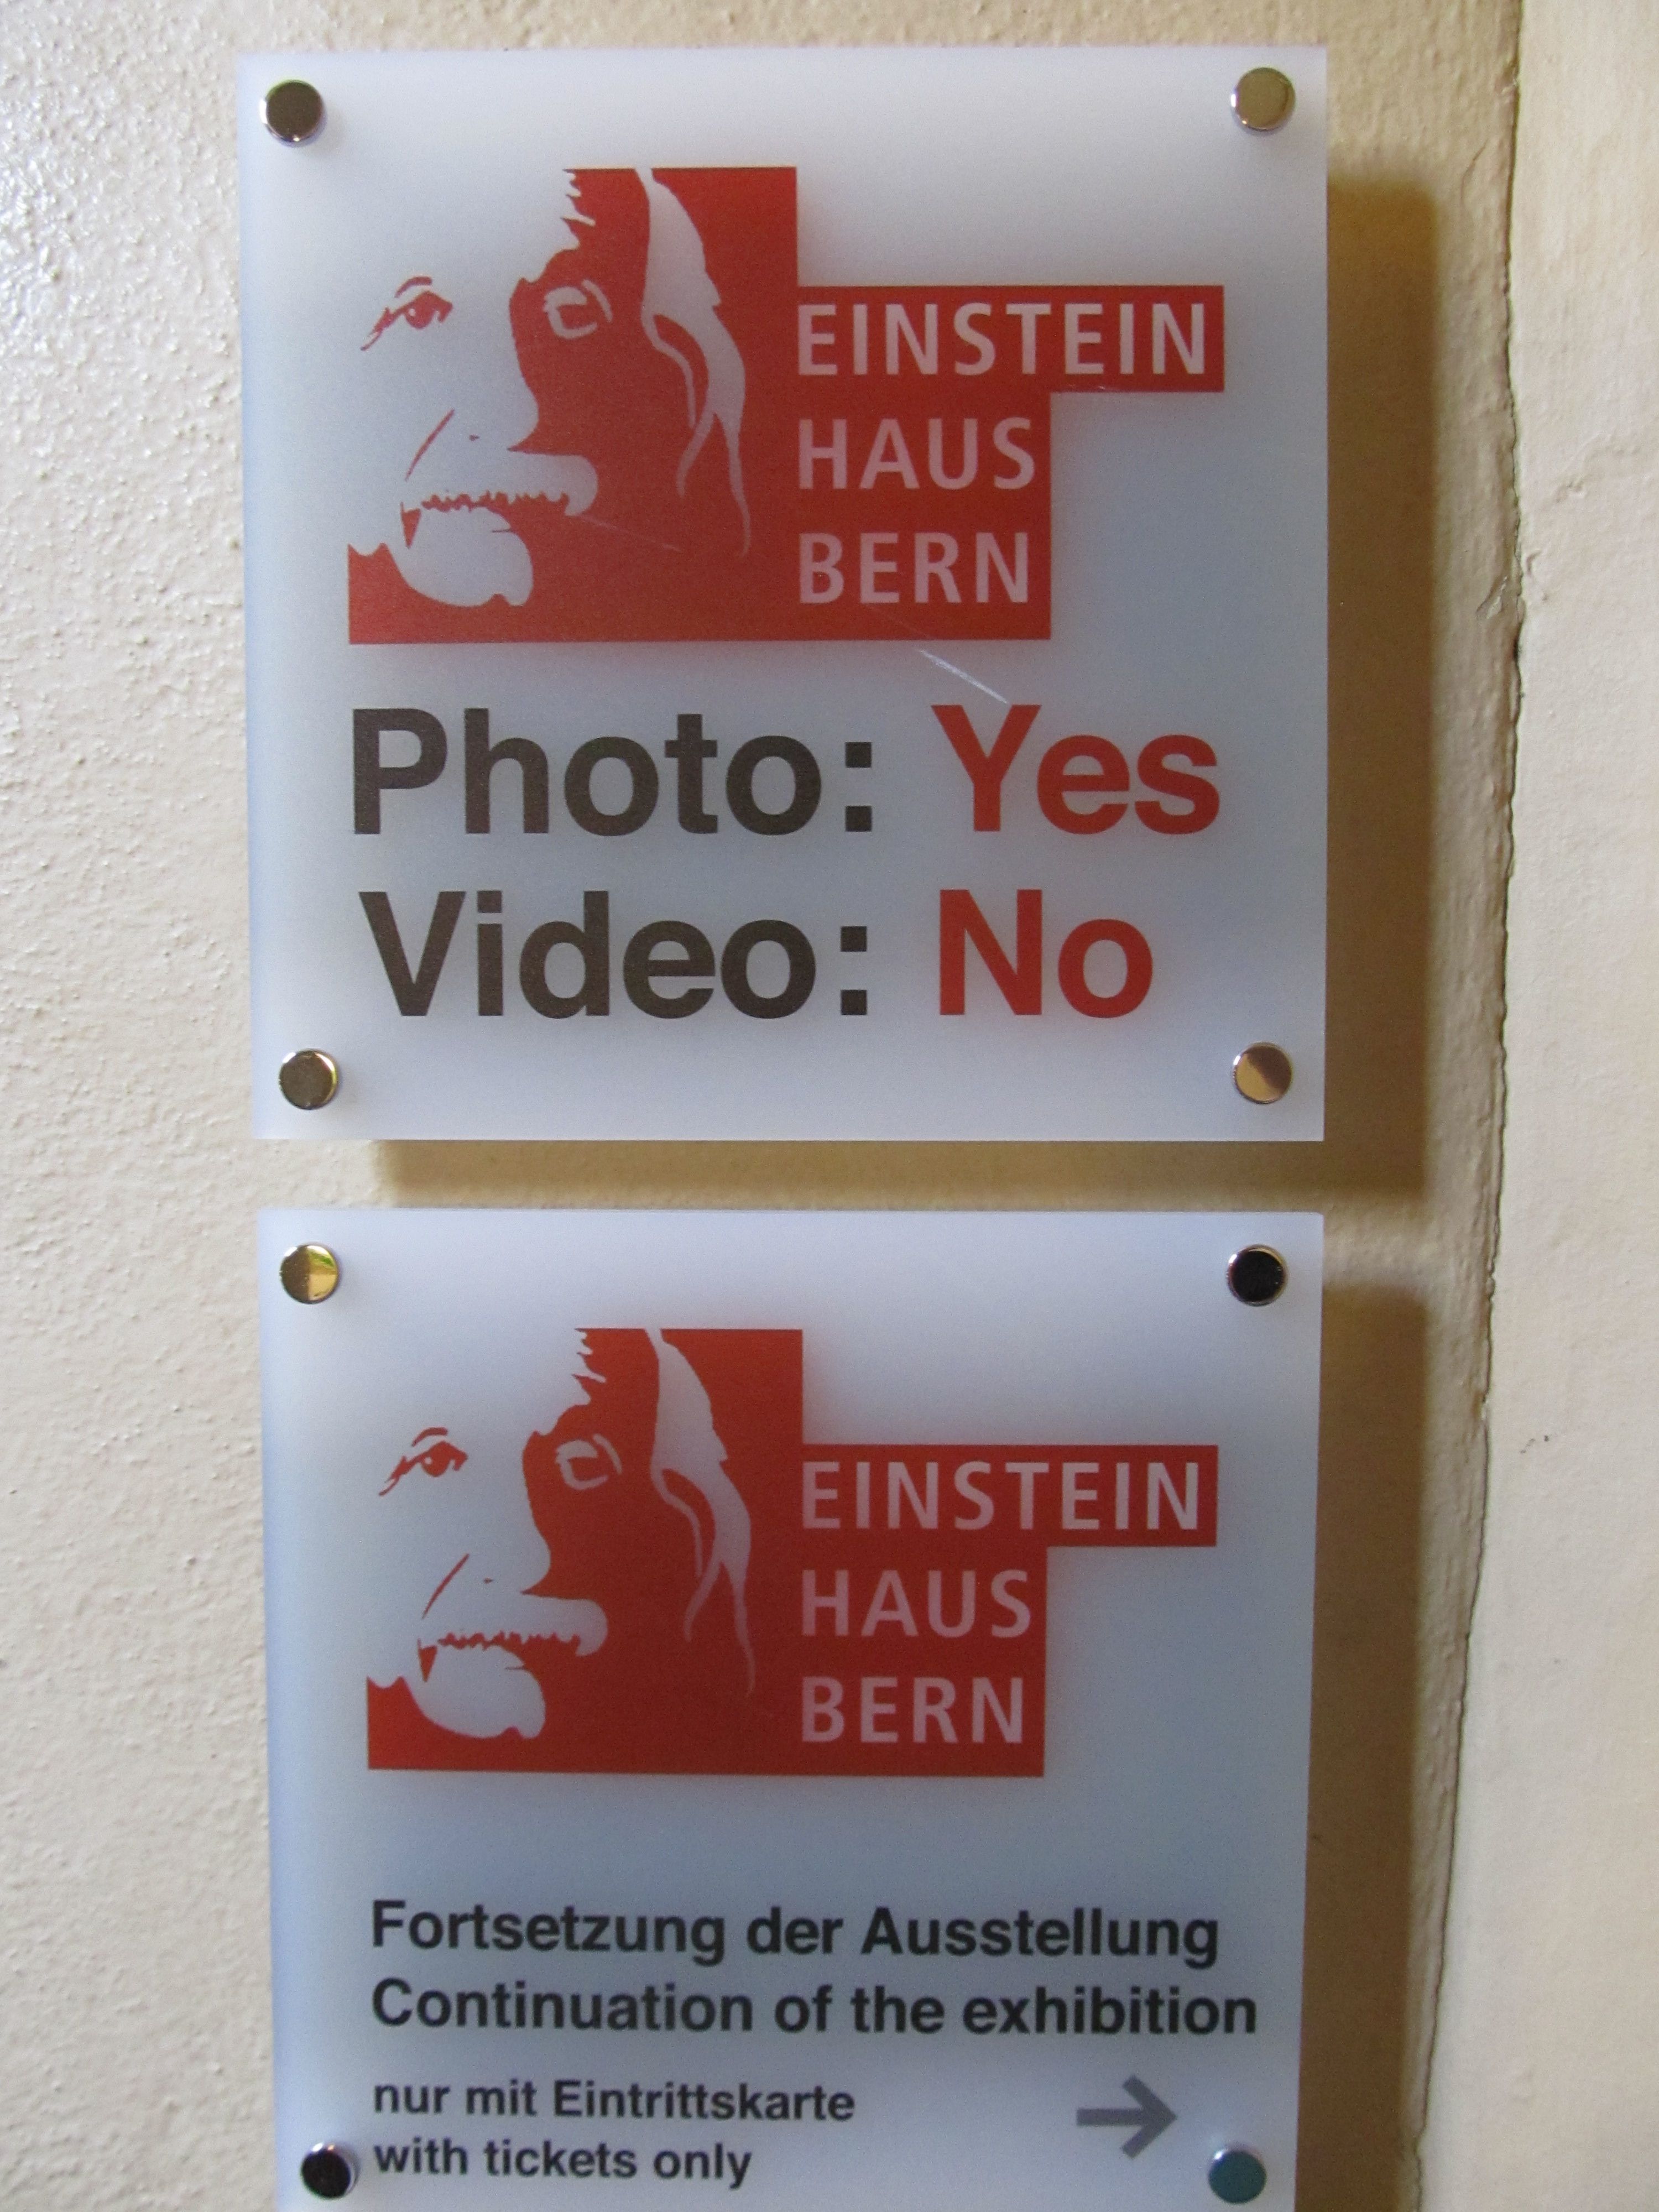 EINSTEIN
HAUS
BERN
Photo: Yes
Video: No
EINSTEIN
HAUS
BERN
Fortsetzung der Ausstellung
Continuation of the exhibition
nur mit Eintrittskarte
with tickets only